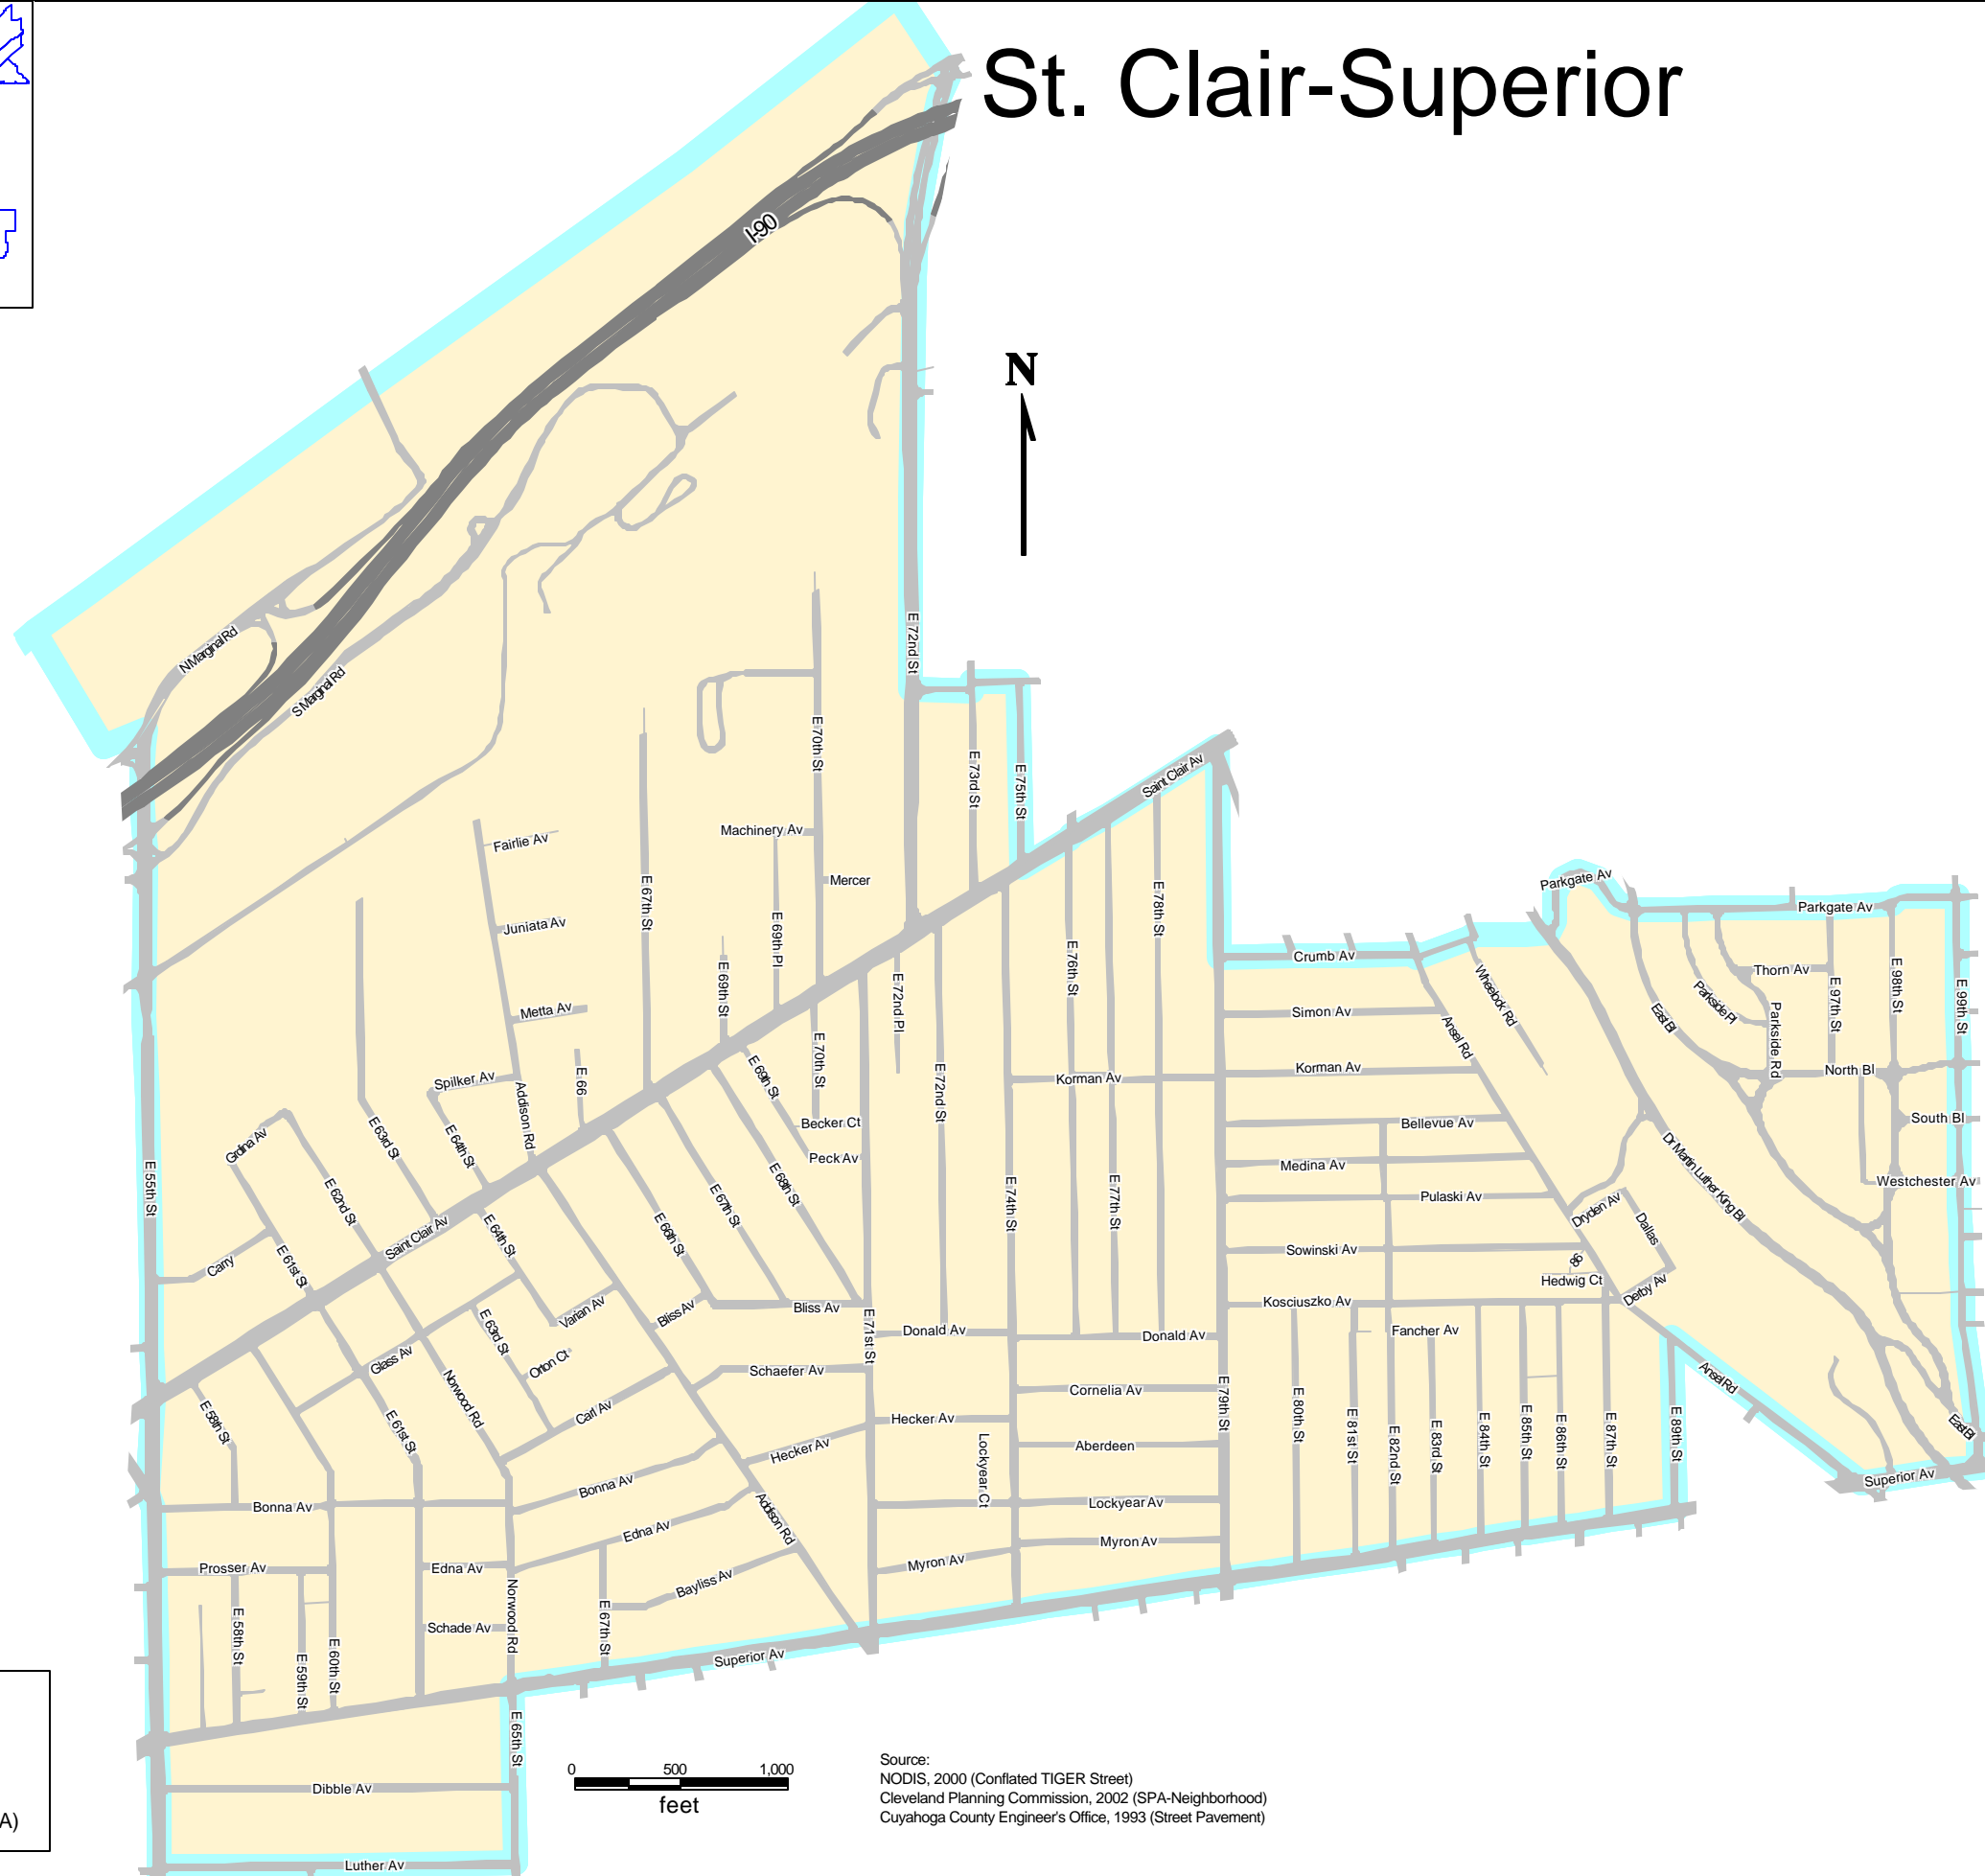 St. Clair-Superior
I-90
N
N Marginal Rd
S Marginal Rd
E 72nd St
E 70th St
E 73rd St
E 75th St
Saint Clair Av
Machinery Av
Fairlie Av
Mercer
E 67th St
E 69th Pl
E 78th St
Parkgate Av
Parkgate Av
Juniata Av
E 69th St
E 72nd Pl
E 76th St
Crumb Av
Wheelock Rd
Thorn Av
Parkside Pl
E 97th St
E 98th St
E 99th St
Metta Av
Simon Av
Ansel Rd
East Bl
Parkside Rd
E 70th St
E 69th St
E 72nd St
Spilker Av
E 66
Korman Av
Korman Av
North Bl
Addison Rd
Becker Ct
Bellevue Av
South Bl
Grdina Av
E 63rd St
E 64th St
Peck Av
Medina Av
Dr Martin Luther King Bl
E 55th St
E 62nd St
E 68th St
E 67th St
E 74th St
E 77th St
Pulaski Av
Westchester Av
Saint Clair Av
E 64th St
E 66th St
Dryden Av
Dallas
Carry
E 61st St
Sowinski Av
86
Hedwig Ct
Derby Av
Varian Av
Bliss Av
Bliss Av
Kosciuszko Av
E 63rd St
E 71st St
Donald Av
Donald Av
Fancher Av
Glass Av
Orton Ct
Schaefer Av
Norwood Rd
Cornelia Av
E 79th St
Ansel Rd
E 58th St
E 61st St
Carl Av
Hecker Av
Hecker Av
Aberdeen
E 80th St
E 81st St
E 82nd St
E 83rd St
E 84th St
E 85th St
E 86th St
E 87th St
E 89th St
East Bl
Lockyear Ct
Superior Av
Bonna Av
Bonna Av
Addison Rd
Lockyear Av
Edna Av
Myron Av
Prosser Av
Edna Av
Myron Av
Bayliss Av
Norwood Rd
E 67th St
E 58th St
E 59th St
E 60th St
Schade Av
Superior Av
E 65th St
Dibble Av
Luther Av
0 500 1,000
feet
Source:
NODIS, 2000 (Conflated TIGER Street)
Cleveland Planning Commission, 2002 (SPA-Neighborhood)
Cuyahoga County Engineer's Office, 1993 (Street Pavement)
A)